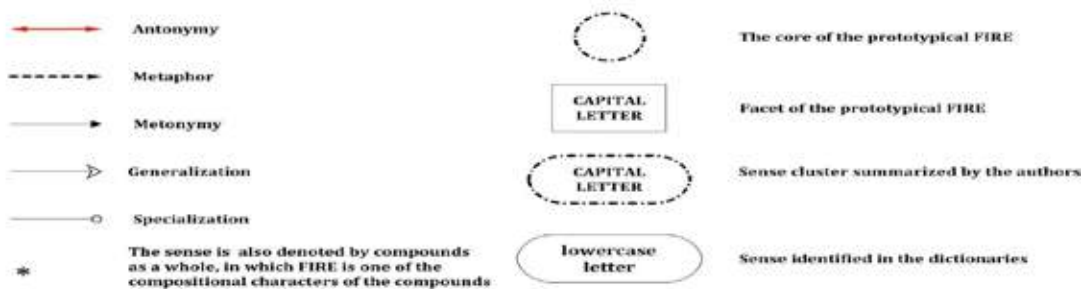 Antonymy
Metaphor
Metonymy
Generalization
Specialization
*
The sense is also denoted by compounds
as a whole, in which FIRE is one of the
compositional characters of the compounds
The core of the prototypical FIRE
CAPITAL
LETTER
Facet of the prototypical FIRE
CAPITAL
LETTER
Sense cluster summarized by the authors
lowercase
letter
Sense identified in the dictionaries